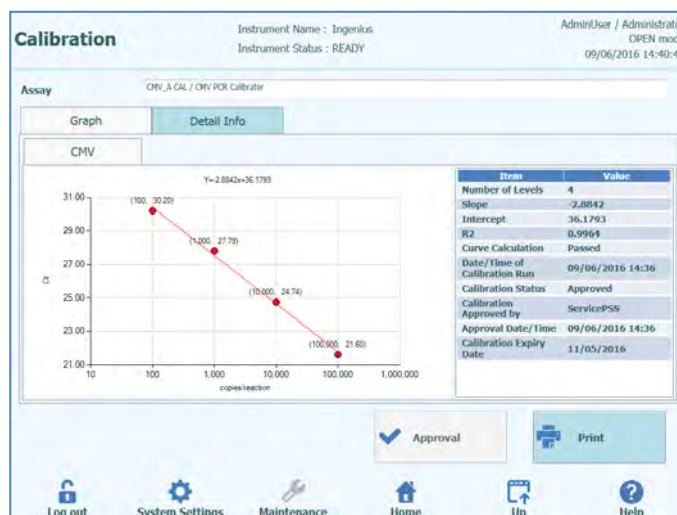 Calibration
Instrument Name : Ingenius
Instrument Status : READY
AdminUser / Administrat
OPEN mod
09/06/2016 14:40:4
Assay
CMV_A CAL / CMV PCR Calibrator
Graph
Detail Info
CMV
Y=-2.8842x+36.1793
31.00
29.00
27.00
25.00
23.00
21.00
Ct
(100, 30.20)
(1,000, 27.79)
(10,000, 24.74)
(100,000, 21.60)
10 100 1,000 10,000 100,000 1,000,000
copies/reaction
Item Value
Number of Levels 4
Slope -2.8842
Intercept 36.1793
R2 0.9964
Curve Calculation Passed
Date/Time of
Calibration Run 09/06/2016 14:36
Calibration Status Approved
Calibration
Approved by ServicePSS
Approval Date/Time 09/06/2016 14:36
Calibration Expiry
Date 11/05/2016
Approval
Print
Log out
System Settings
Maintenance
Home
Up
Help